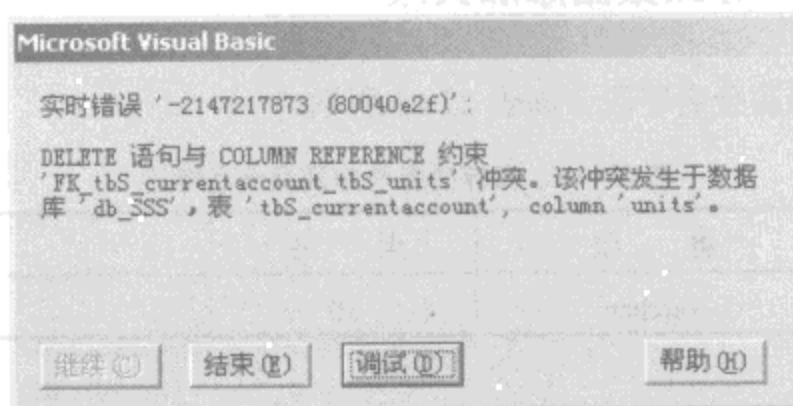 Microsoft Visual Basic
实时错误 '-2147217873 (80040e2f)':
DELETE 语句与 COLUMN REFERENCE 约束
'FK_tbS_currentaccount_tbS_units' 冲突。该冲突发生于数据
库 'db_SSS'，表 'tbS_currentaccount', column 'units'。
继续(C)
结束(E)
调试(D)
帮助(H)